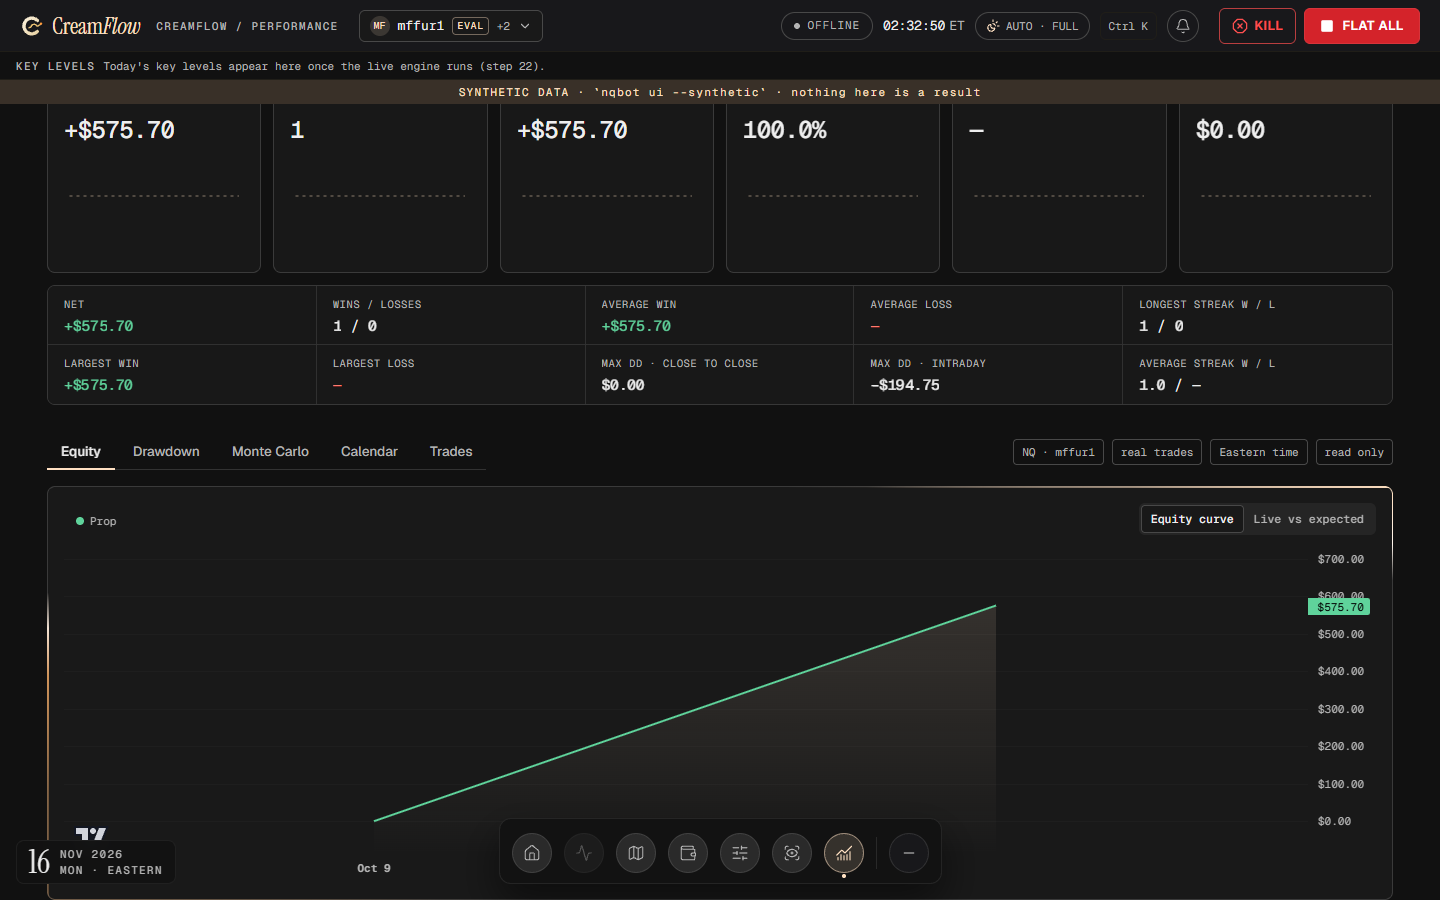 CreamFlow CREAMFLOW / PERFORMANCE MF mffur1 EVAL +2 OFFLINE 02:32:50 ET AUTO · FULL Ctrl K KILL FLAT ALL
KEY LEVELS Today's key levels appear here once the live engine runs (step 22).
SYNTHETIC DATA · `nqbot ui --synthetic` · nothing here is a result
+$575.70 1 +$575.70 100.0% — $0.00
NET WINS / LOSSES AVERAGE WIN AVERAGE LOSS LONGEST STREAK W / L
+$575.70 1 / 0 +$575.70 — 1 / 0
LARGEST WIN LARGEST LOSS MAX DD · CLOSE TO CLOSE MAX DD · INTRADAY AVERAGE STREAK W / L
+$575.70 — $0.00 −$194.75 1.0 / —
Equity Drawdown Monte Carlo Calendar Trades NQ · mffur1 real trades Eastern time read only
Prop Equity curve Live vs expected
$700.00
$600.00
$575.70
$500.00
$400.00
$300.00
$200.00
$100.00
$0.00
16 NOV 2026
MON · EASTERN
Oct 9